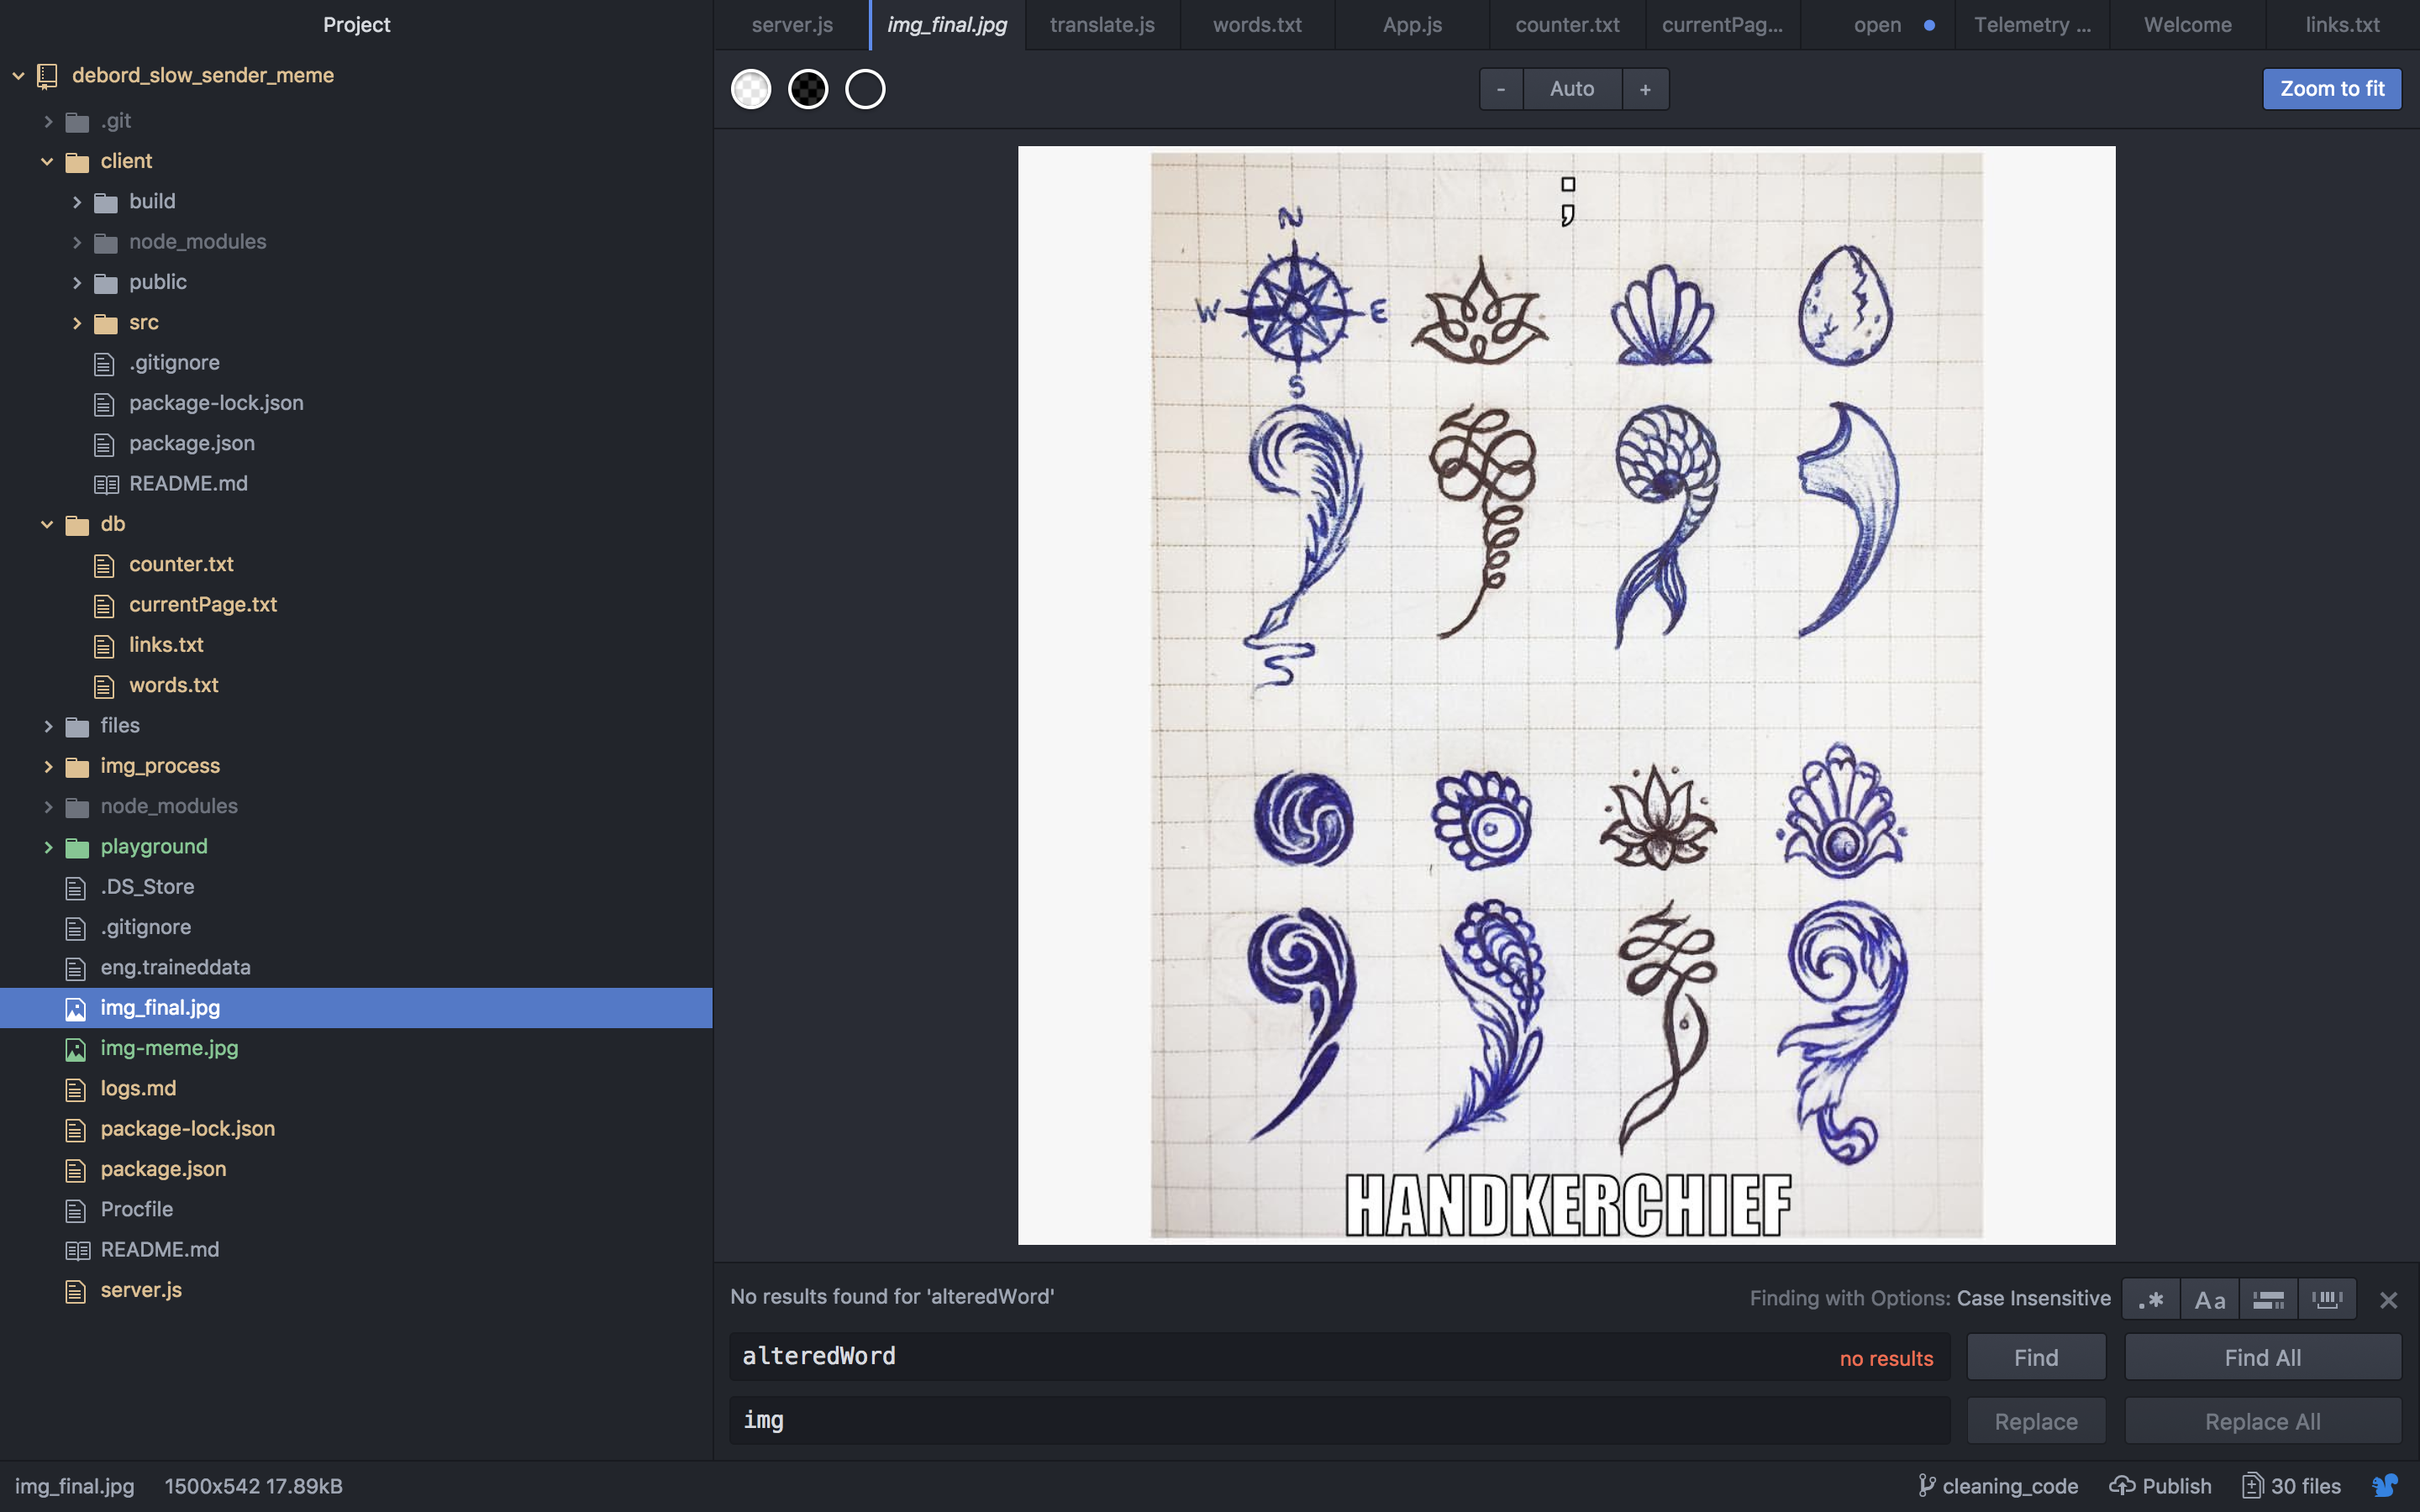 Project
debord_slow_sender_meme
.git
client
build
node_modules
public
src
.gitignore
package-lock.json
package.json
README.md
db
counter.txt
currentPage.txt
links.txt
words.txt
files
img_process
node_modules
playground
.DS_Store
.gitignore
eng.traineddata
img_final.jpg
img-meme.jpg
logs.md
package-lock.json
package.json
Procfile
README.md
server.js
server.js img_final.jpg translate.js words.txt App.js counter.txt currentPag... open Telemetry ... Welcome links.txt
- Auto + Zoom to fit
;
N
W E
S
HANDKERCHIEF
No results found for 'alteredWord' Finding with Options: Case Insensitive .* Aa
alteredWord no results Find Find All
img Replace Replace All
img_final.jpg 1500x542 17.89kB cleaning_code Publish 30 files